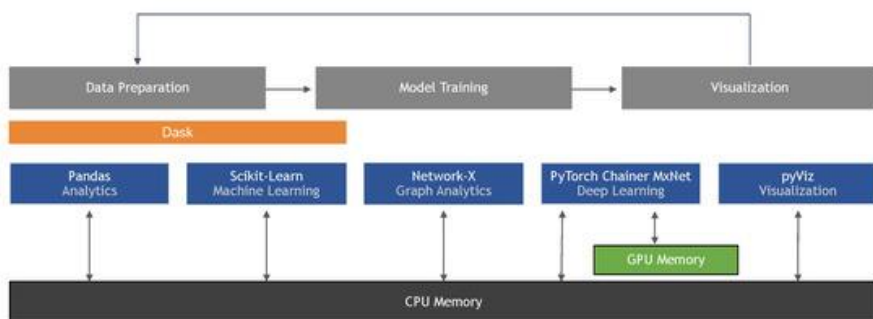 Data Preparation
Model Training
Visualization
Dask
Pandas
Analytics
Scikit-Learn
Machine Learning
Network-X
Graph Analytics
PyTorch Chainer MxNet
Deep Learning
pyViz
Visualization
GPU Memory
CPU Memory